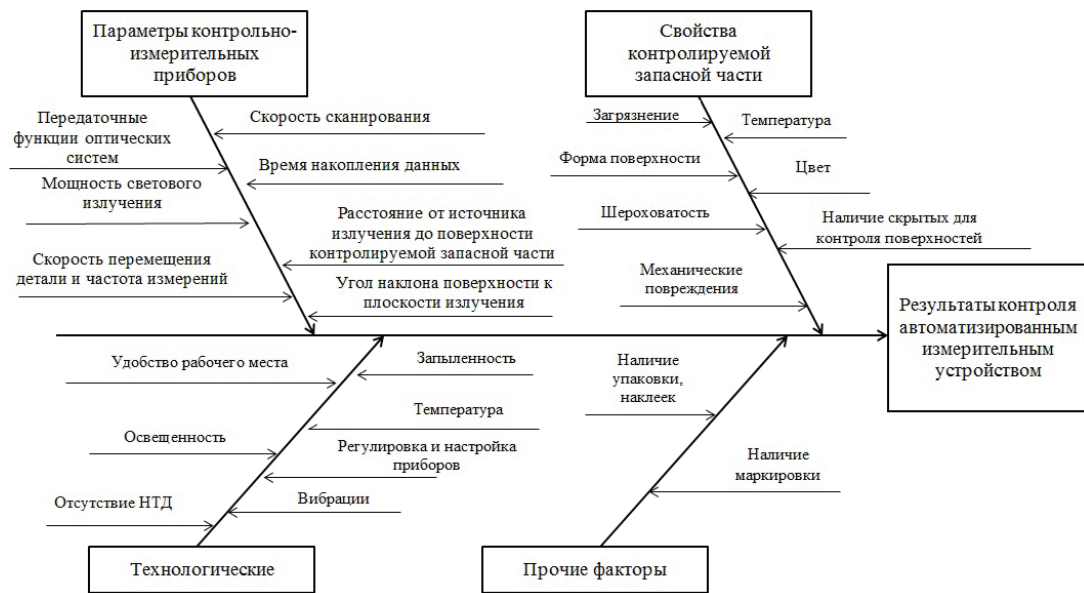 Параметры контрольно-
измерительных
приборов
Свойства
контролируемой
запасной части
Передаточные
функции оптических
систем
Скорость сканирования
Мощность светового
излучения
Время накопления данных
Скорость перемещения
детали и частота измерений
Расстояние от источника
излучения до поверхности
контролируемой запасной части
Угол наклона поверхности к
плоскости излучения
Загрязнение
Температура
Форма поверхности
Цвет
Шероховатость
Наличие скрытых для
контроля поверхностей
Механические
повреждения
Результаты контроля
автоматизированным
измерительным
устройством
Удобство рабочего места
Запыленность
Температура
Освещенность
Регулировка и настройка
приборов
Отсутствие НТД
Вибрации
Технологические
Наличие
упаковки,
наклеек
Наличие
маркировки
Прочие факторы